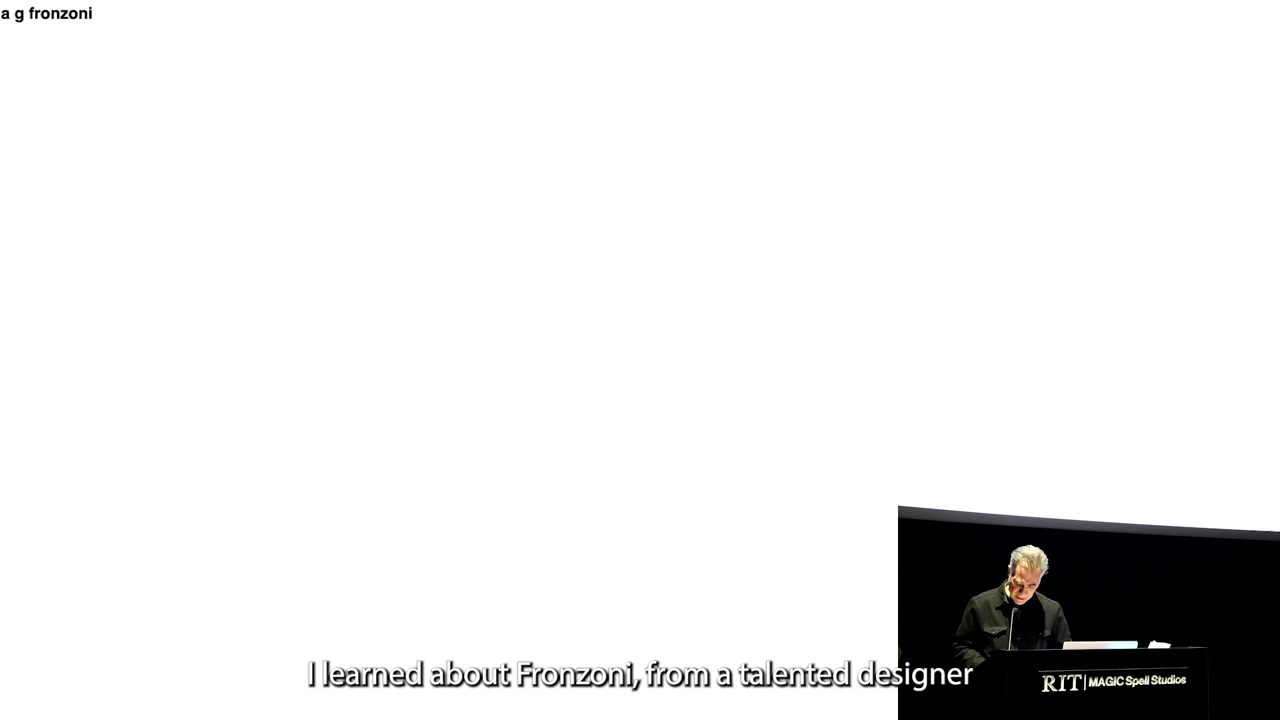 a g fronzoni
I learned about Fronzoni, from a talented designer
RIT | MAGIC Spell Studios